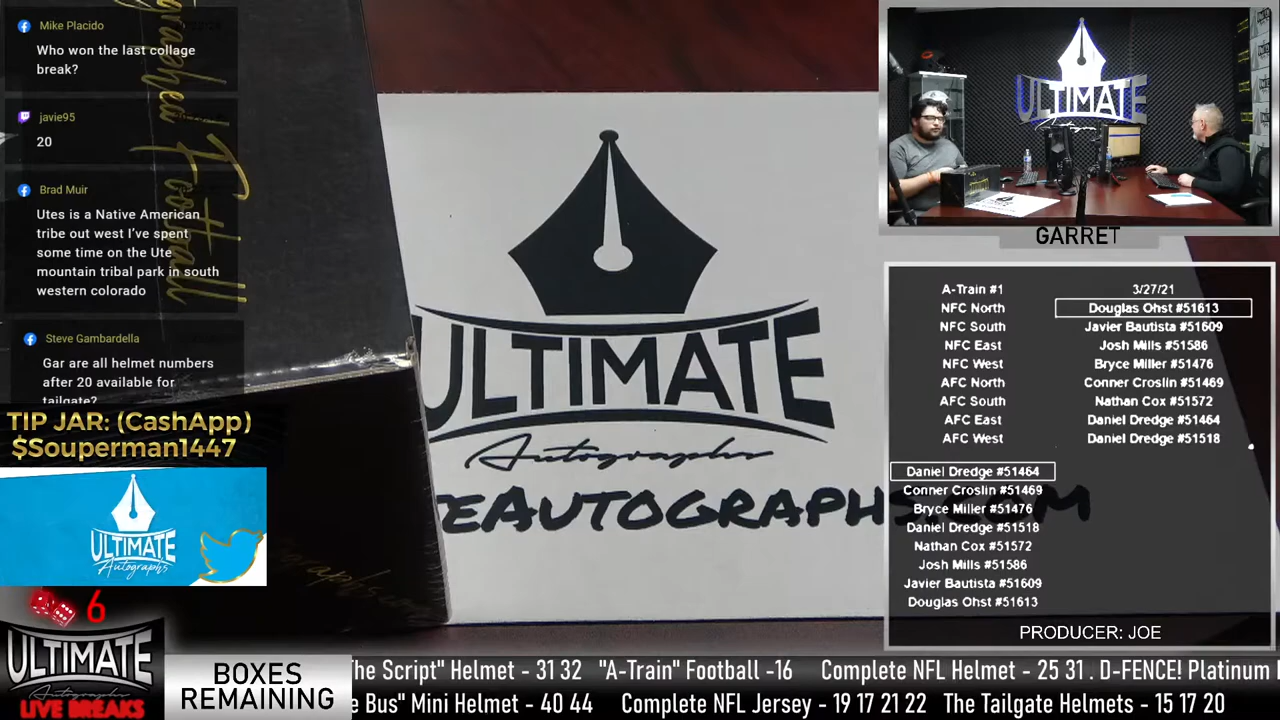 Mike Placido
Who won the last collage
break?
javie95
20
Brad Muir
Utes is a Native American
tribe out west I’ve spent
some time on the Ute
mountain tribal park in south
western colorado
Steve Gambardella
Gar are all helmet numbers
after 20 available for
tailgate?
TIP JAR: (CashApp)
$Souperman1447
ULTIMATE
Autographs
6
ULTIMATE
Autographs
LIVE BREAKS
Football
ULTIMATE
Autographs
EAUTOGRAPHS.COM
ULTIMATE
Autographs
GARRET
A-Train #1 3/27/21
NFC North Douglas Ohst #51613
NFC South Javier Bautista #51609
NFC East Josh Mills #51586
NFC West Bryce Miller #51476
AFC North Conner Croslin #51469
AFC South Nathan Cox #51572
AFC East Daniel Dredge #51464
AFC West Daniel Dredge #51518
Daniel Dredge #51464
Conner Croslin #51469
Bryce Miller #51476
Daniel Dredge #51518
Nathan Cox #51572
Josh Mills #51586
Javier Bautista #51609
Douglas Ohst #51613
PRODUCER: JOE
BOXES
REMAINING
The Script" Helmet - 31 32 "A-Train" Football -16 Complete NFL Helmet - 25 31 . D-FENCE! Platinum
e Bus" Mini Helmet - 40 44 Complete NFL Jersey - 19 17 21 22 The Tailgate Helmets - 15 17 20